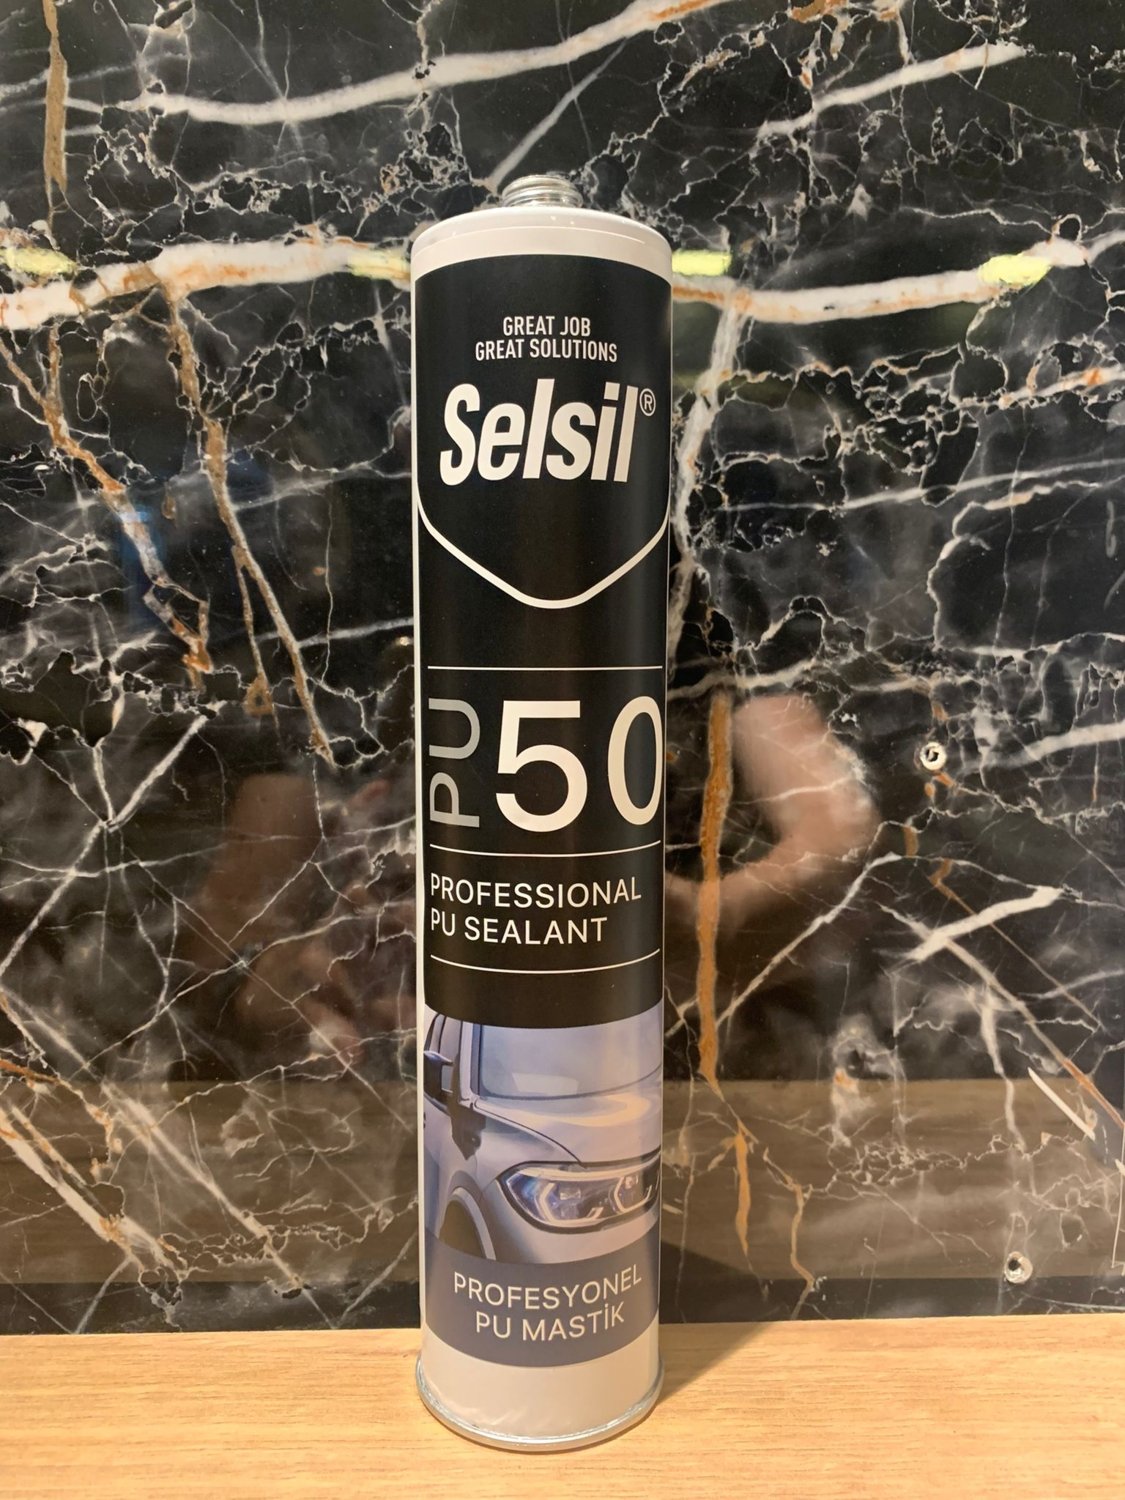 GREAT JOB
GREAT SOLUTIONS
Selsil®
PU 50
PROFESSIONAL
PU SEALANT
PROFESYONEL
PU MASTİK